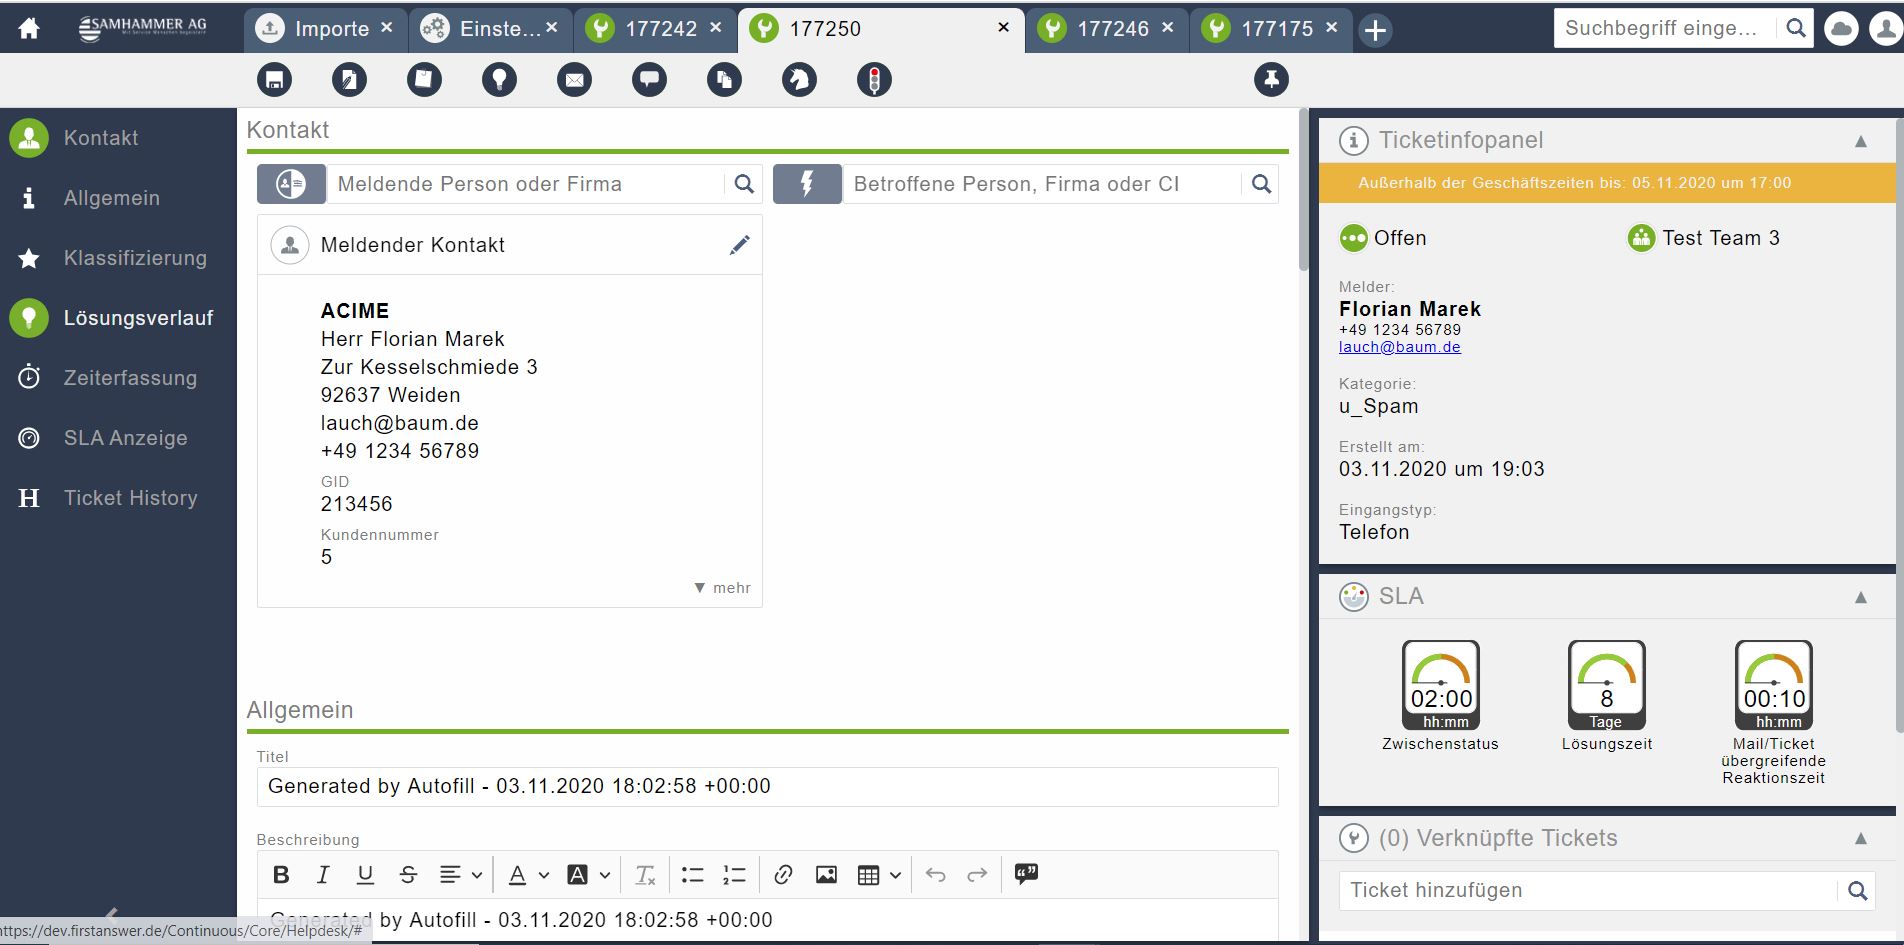 SAMHAMMER AG
Mit Service Menschen begeistern
Importe ×
Einste... ×
177242 ×
177250 ×
177246 ×
177175 ×
Suchbegriff einge...
Kontakt
Allgemein
Klassifizierung
Lösungsverlauf
Zeiterfassung
SLA Anzeige
H Ticket History
Kontakt
Meldende Person oder Firma
Betroffene Person, Firma oder CI
Meldender Kontakt
ACIME
Herr Florian Marek
Zur Kesselschmiede 3
92637 Weiden
lauch@baum.de
+49 1234 56789
GID
213456
Kundennummer
5
▼ mehr
Allgemein
Titel
Generated by Autofill - 03.11.2020 18:02:58 +00:00
Beschreibung
B I U S A A Tx
Generated by Autofill - 03.11.2020 18:02:58 +00:00
https://dev.firstanswer.de/Continuous/Core/Helpdesk/#
Ticketinfopanel
Außerhalb der Geschäftszeiten bis: 05.11.2020 um 17:00
Offen
Test Team 3
Melder:
Florian Marek
+49 1234 56789
lauch@baum.de
Kategorie:
u_Spam
Erstellt am:
03.11.2020 um 19:03
Eingangstyp:
Telefon
SLA
02:00
hh:mm
Zwischenstatus
8
Tage
Lösungszeit
00:10
hh:mm
Mail/Ticket
übergreifende
Reaktionszeit
(0) Verknüpfte Tickets
Ticket hinzufügen